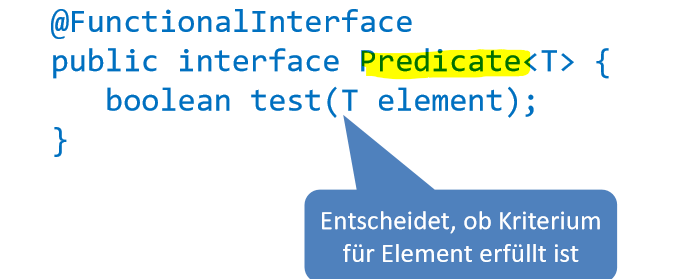 @FunctionalInterface
public interface Predicate<T> {
boolean test(T element);
}
Entscheidet, ob Kriterium
für Element erfüllt ist